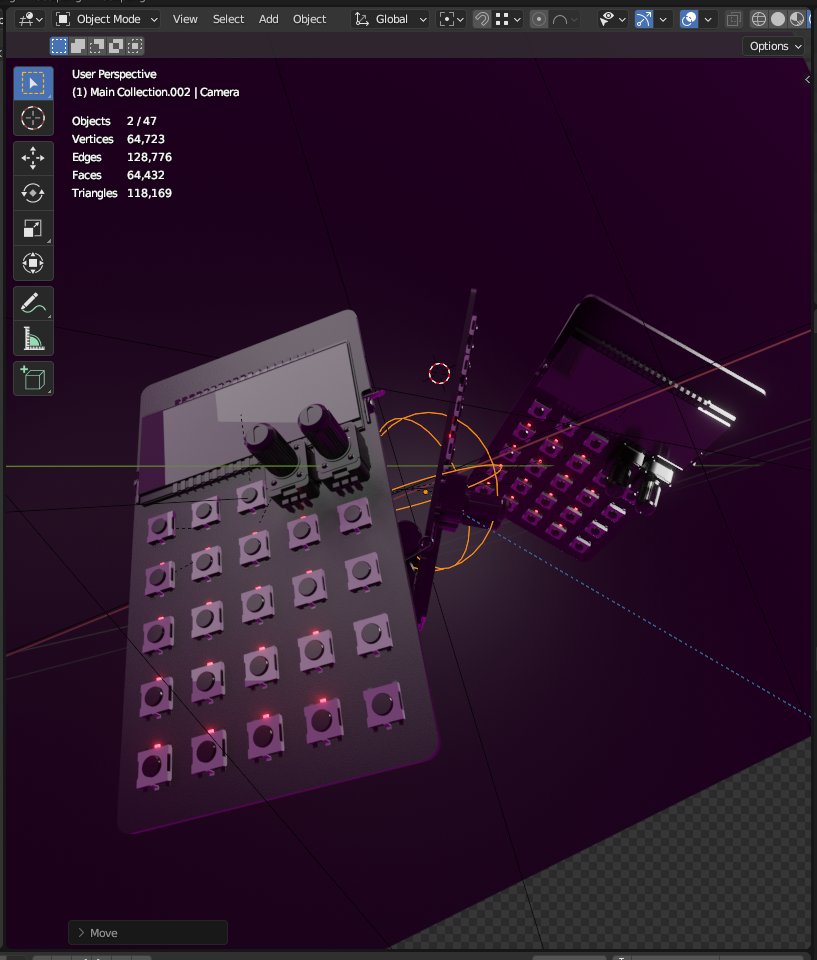 Object Mode View Select Add Object Global
Options
User Perspective
(1) Main Collection.002 | Camera
Objects 2 / 47
Vertices 64,723
Edges 128,776
Faces 64,432
Triangles 118,169
Move